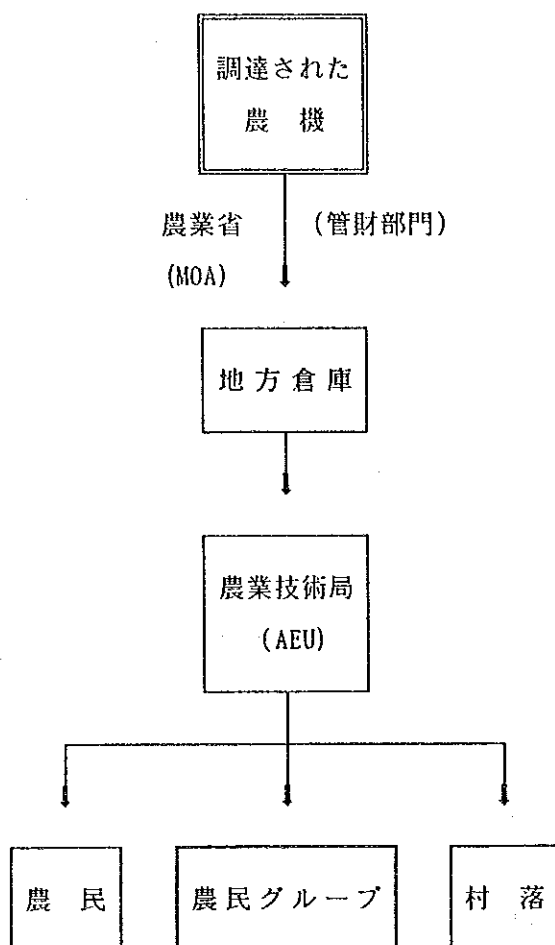 調達された
農　機
農業省　(管財部門)
(MOA)
地方倉庫
農業技術局
(AEU)
農　民
農民グループ
村　落